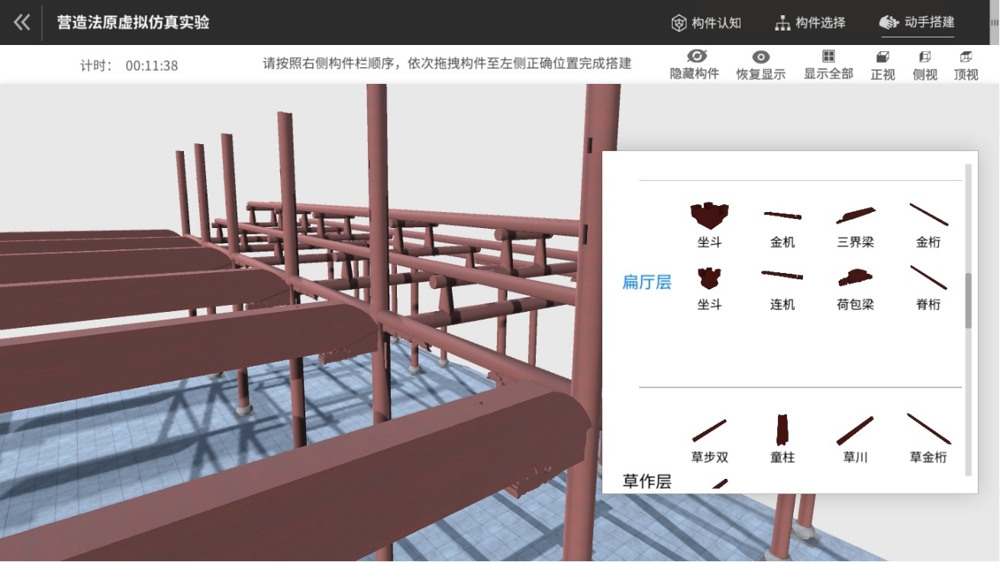 营造法原虚拟仿真实验
构件认知
构件选择
动手搭建
计时： 00:11:38
请按照右侧构件栏顺序，依次拖拽构件至左侧正确位置完成搭建
隐藏构件
恢复显示
显示全部
正视
侧视
顶视
坐斗
金机
三界梁
金桁
扁厅层
坐斗
连机
荷包梁
脊桁
草步双
童柱
草川
草金桁
草作层